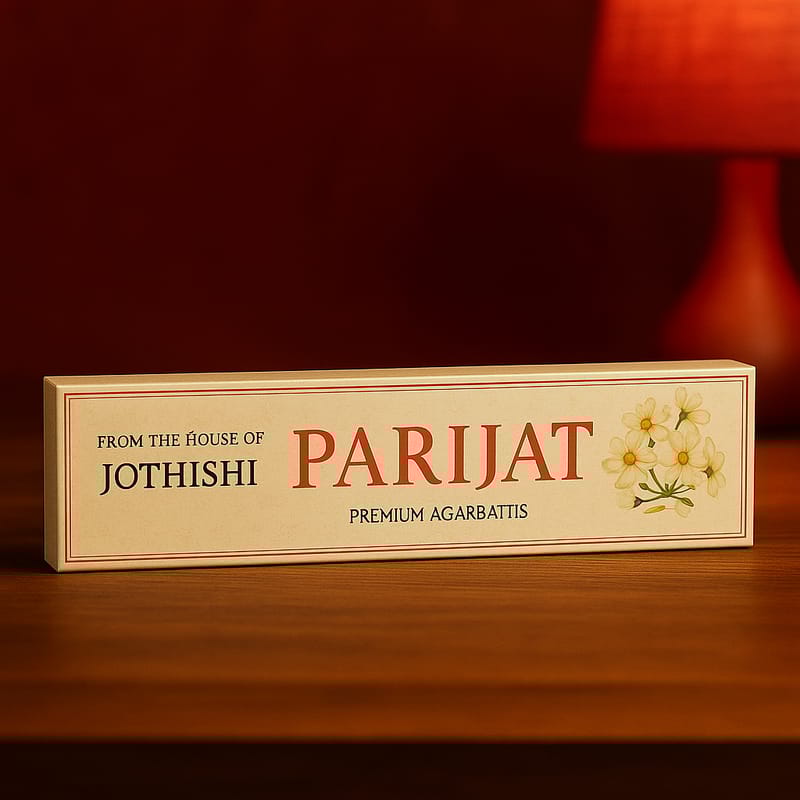 FROM THE HOUSE OF
JOTHISHI
PARIJAT
PREMIUM AGARBATTIS